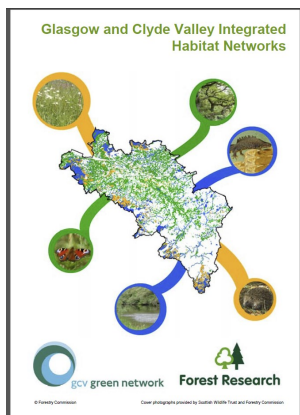 Glasgow and Clyde Valley Integrated
Habitat Networks
gcv green network
Forest Research
© Forestry Commission
Cover photographs provided by Scottish Wildlife Trust and Forestry Commission